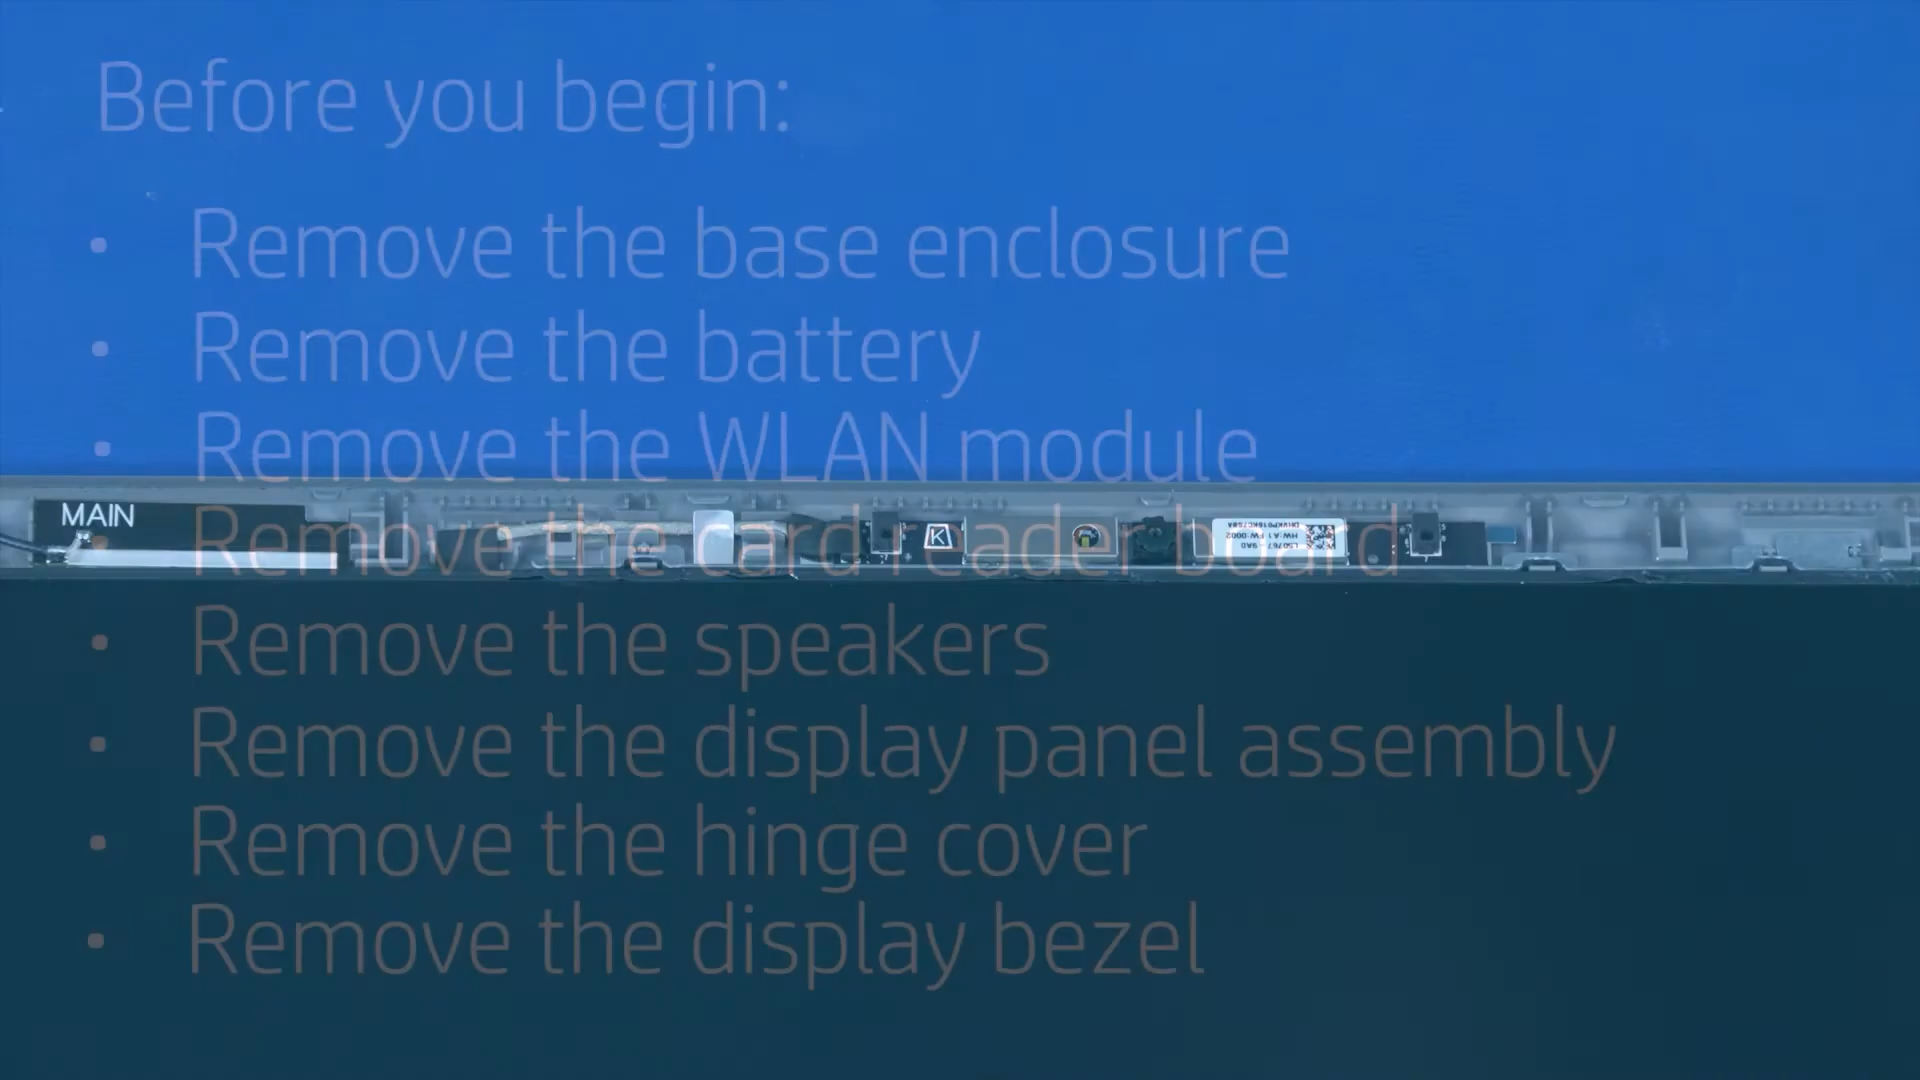 Before you begin:
• Remove the base enclosure
• Remove the battery
• Remove the WLAN module
• Remove the card reader board
MAIN
K
• Remove the speakers
• Remove the display panel assembly
• Remove the hinge cover
• Remove the display bezel